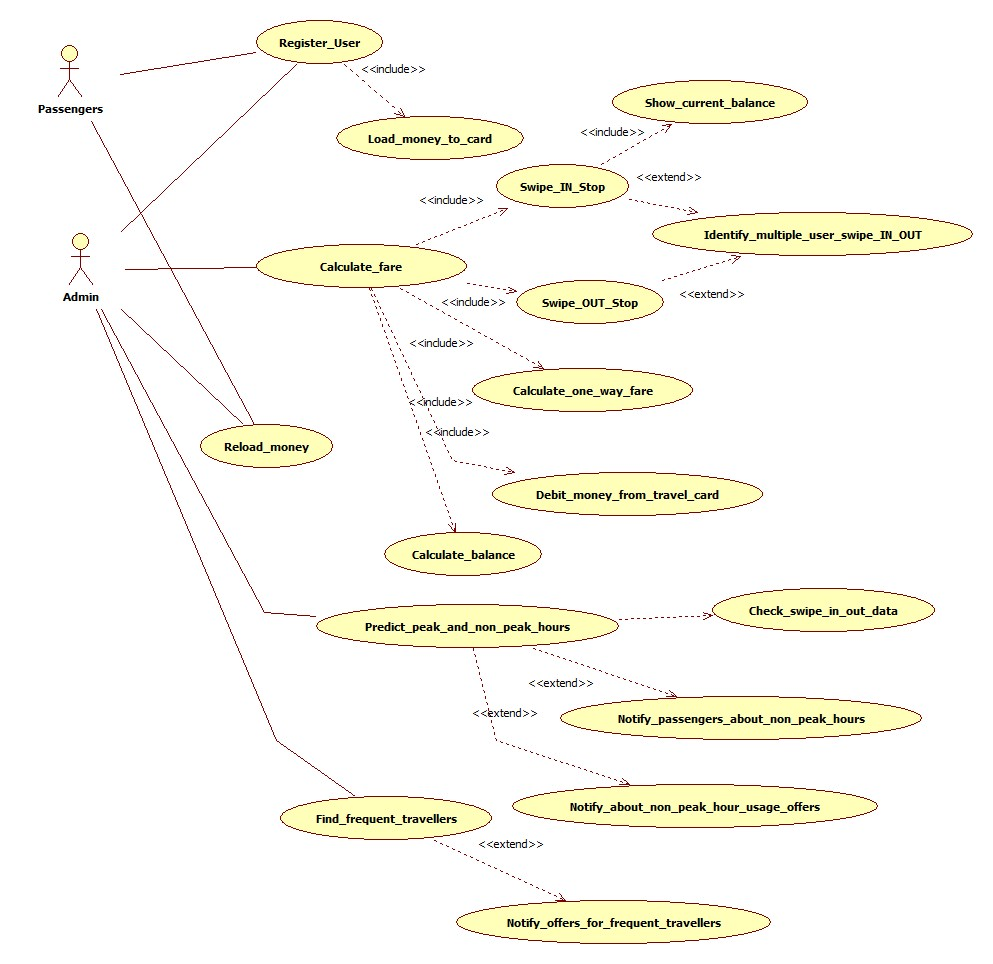 Register_User
<<include>>
Passengers
Show_current_balance
<<include>>
Load_money_to_card
<<extend>>
Swipe_IN_Stop
<<include>>
Identify_multiple_user_swipe_IN_OUT
Calculate_fare
Admin
<<extend>>
<<include>>
Swipe_OUT_Stop
<<include>>
Calculate_one_way_fare
<<include>>
<<include>>
Reload_money
Debit_money_from_travel_card
Calculate_balance
Check_swipe_in_out_data
Predict_peak_and_non_peak_hours
<<extend>>
<<extend>>
Notify_passengers_about_non_peak_hours
Notify_about_non_peak_hour_usage_offers
Find_frequent_travellers
<<extend>>
Notify_offers_for_frequent_travellers